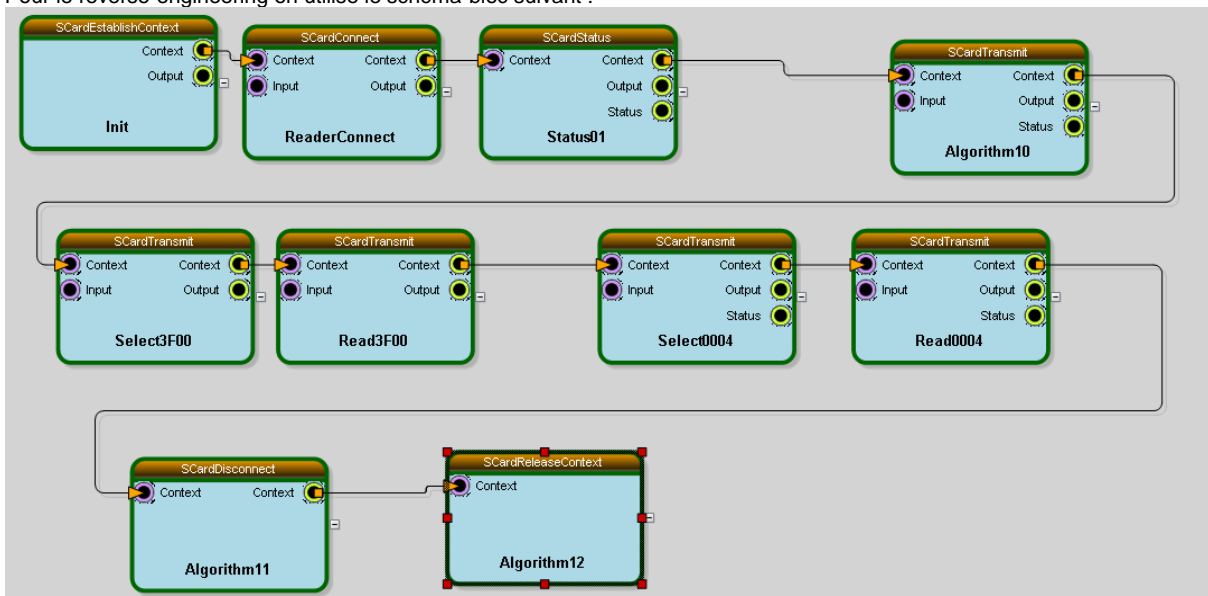 Pour le reverse-engineering on utilise le schéma-bloc suivant :
SCardEstablishContext
Context
Output
Init
SCardConnect
Context Context
Input Output
ReaderConnect
SCardStatus
Context Context
Output
Status
Status01
SCardTransmit
Context Context
Input Output
Status
Algorithm10
SCardTransmit
Context Context
Input Output
Select3F00
SCardTransmit
Context Context
Input Output
Read3F00
SCardTransmit
Context Context
Input Output
Status
Select0004
SCardTransmit
Context Context
Input Output
Status
Read0004
SCardDisconnect
Context Context
Algorithm11
SCardReleaseContext
Context
Algorithm12